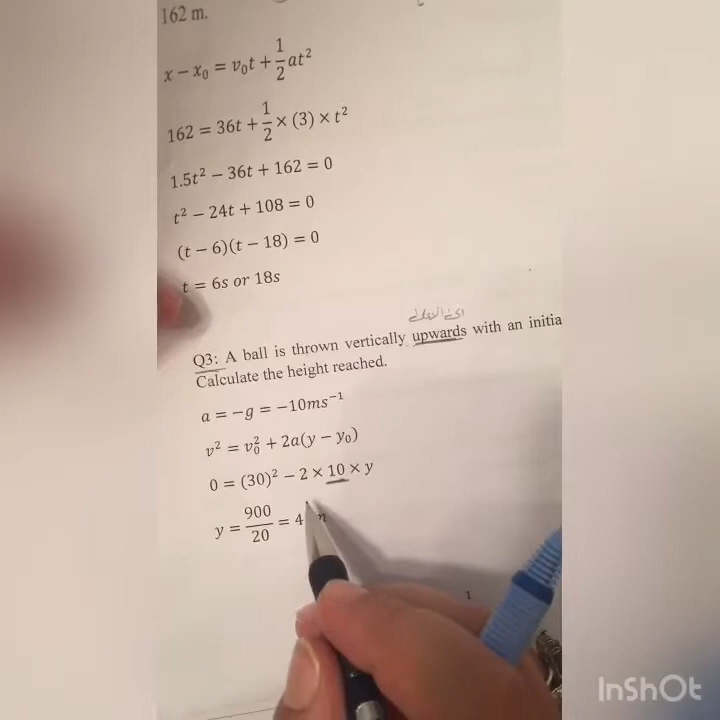 162 m.
x − x₀ = v₀t + 1/2 at²
162 = 36t + 1/2 × (3) × t²
1.5t² − 36t + 162 = 0
t² − 24t + 108 = 0
(t − 6)(t − 18) = 0
t = 6s or 18s
Q3: A ball is thrown vertically upwards with an initia
Calculate the height reached.
a = −g = −10ms⁻¹
v² = v₀² + 2a(y − y₀)
0 = (30)² − 2 × 10 × y
y = 900/20 = 4
1
InShOt